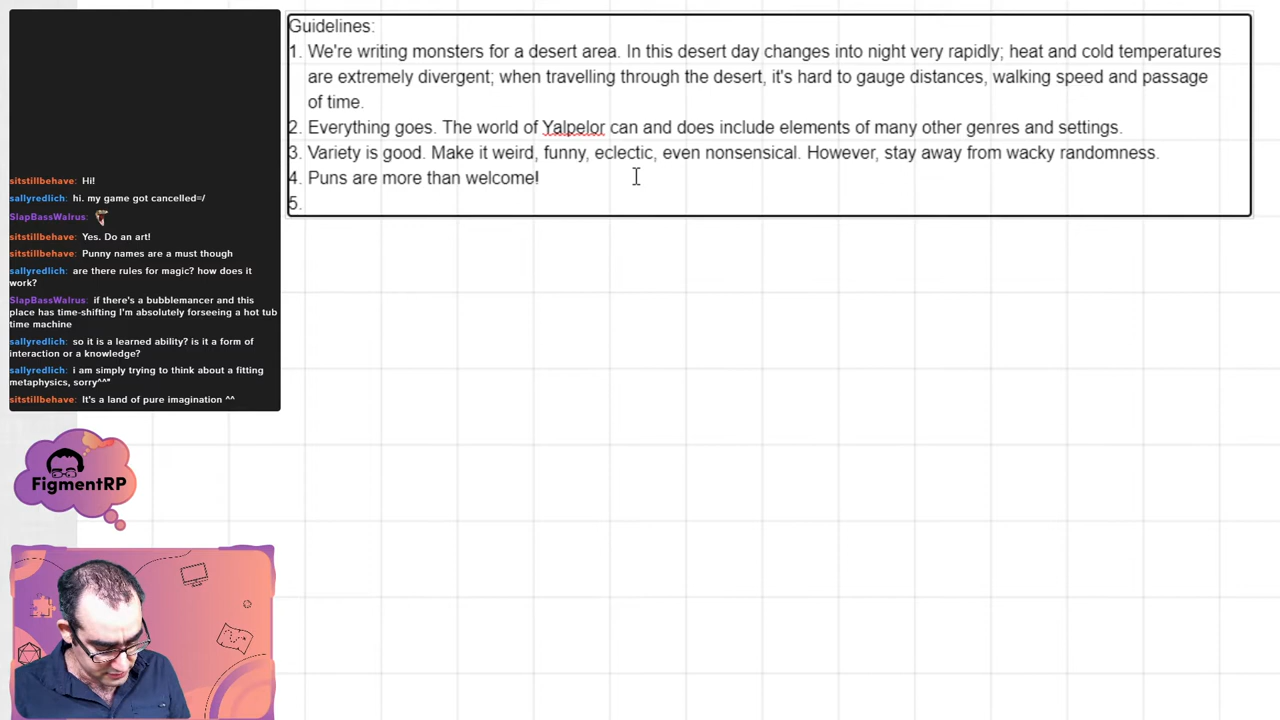 Guidelines:
1. We're writing monsters for a desert area. In this desert day changes into night very rapidly; heat and cold temperatures
are extremely divergent; when travelling through the desert, it's hard to gauge distances, walking speed and passage
of time.
2. Everything goes. The world of Yalpelor can and does include elements of many other genres and settings.
3. Variety is good. Make it weird, funny, eclectic, even nonsensical. However, stay away from wacky randomness.
4. Puns are more than welcome!
5.
sitstillbehave: Hi!
sallyredlich: hi. my game got cancelled=/
SlapBassWalrus:
sitstillbehave: Yes. Do an art!
sitstillbehave: Punny names are a must though
sallyredlich: are there rules for magic? how does it
work?
SlapBassWalrus: if there's a bubblemancer and this
place has time-shifting I'm absolutely forseeing a hot tub
time machine
sallyredlich: so it is a learned ability? is it a form of
interaction or a knowledge?
sallyredlich: i am simply trying to think about a fitting
metaphysics, sorry^^"
sitstillbehave: It's a land of pure imagination ^^
FigmentRP